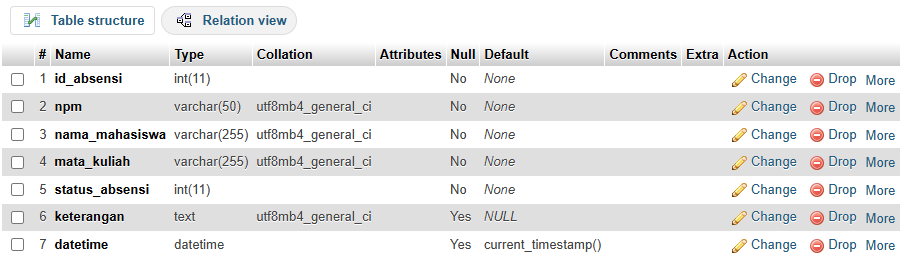 Table structure Relation view
# Name Type Collation Attributes Null Default Comments Extra Action
1 id_absensi int(11) No None Change Drop More
2 npm varchar(50) utf8mb4_general_ci No None Change Drop More
3 nama_mahasiswa varchar(255) utf8mb4_general_ci No None Change Drop More
4 mata_kuliah varchar(255) utf8mb4_general_ci No None Change Drop More
5 status_absensi int(11) No None Change Drop More
6 keterangan text utf8mb4_general_ci Yes NULL Change Drop More
7 datetime datetime Yes current_timestamp() Change Drop More